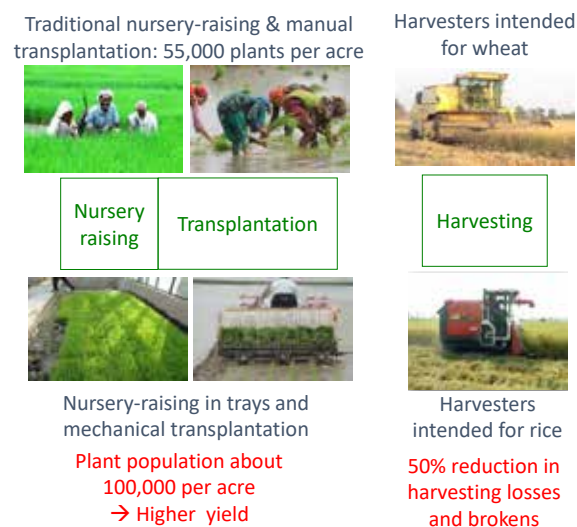 Traditional nursery-raising & manual
transplantation: 55,000 plants per acre
Harvesters intended
for wheat
Nursery
raising
Transplantation
Harvesting
Nursery-raising in trays and
mechanical transplantation
Plant population about
100,000 per acre
→ Higher yield
Harvesters
intended for rice
50% reduction in
harvesting losses
and brokens